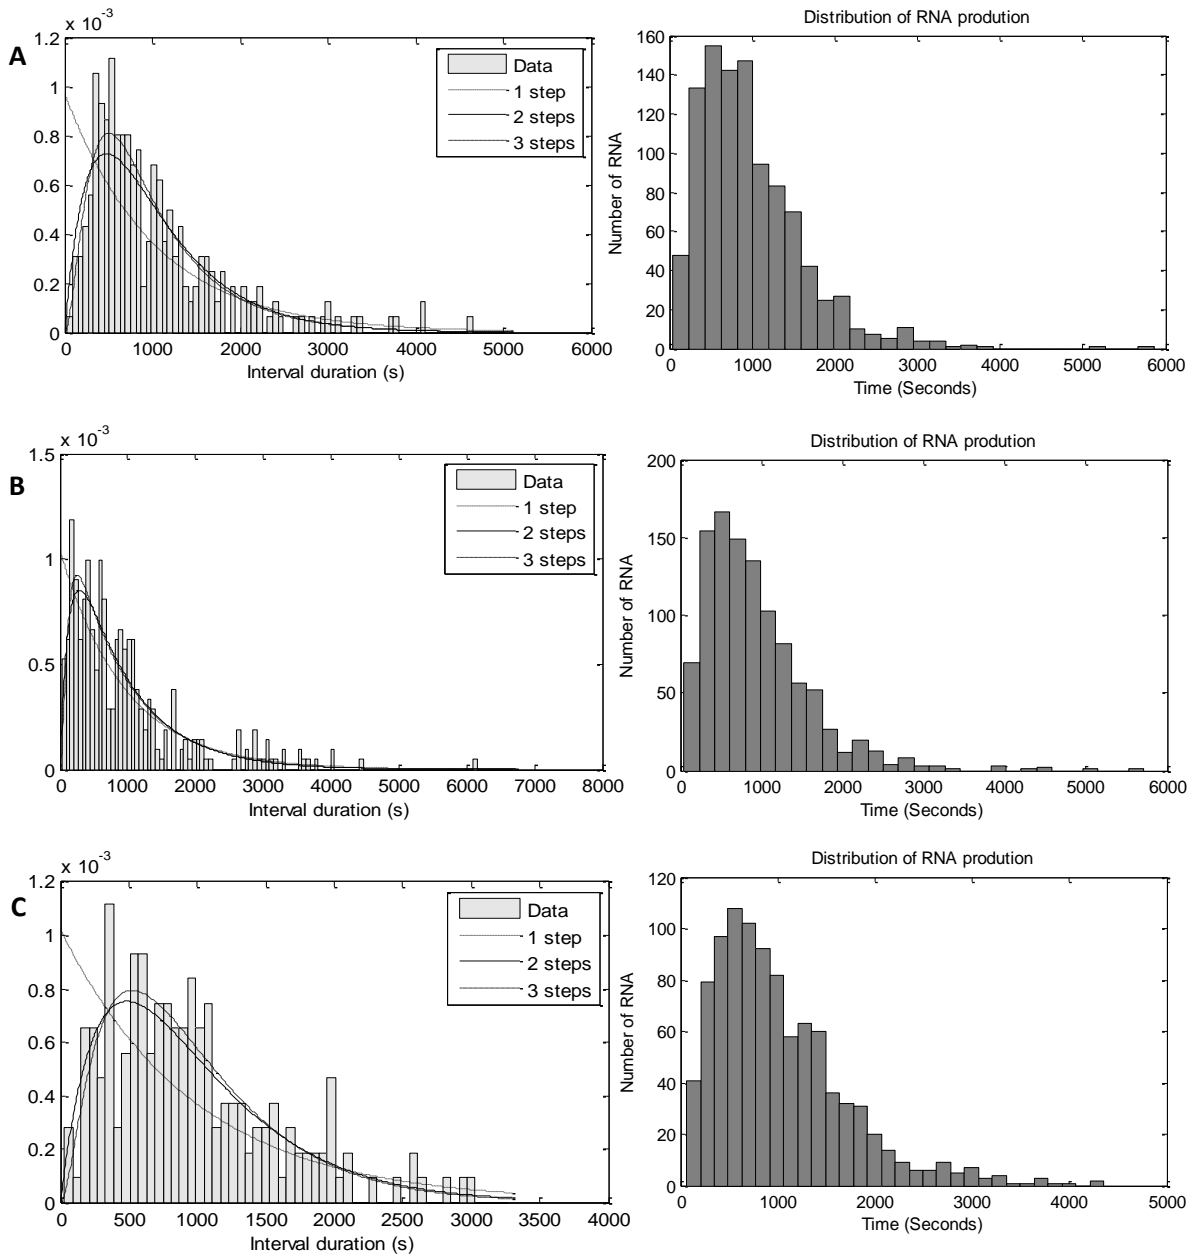 A
x 10-3
1.2
1
0.8
0.6
0.4
0.2
0
0 1000 2000 3000 4000 5000 6000
Interval duration (s)
Data
1 step
2 steps
3 steps
Distribution of RNA prodution
160
140
120
100
80
60
40
20
0
Number of RNA
0 1000 2000 3000 4000 5000 6000
Time (Seconds)
B
x 10-3
1.5
1
0.5
0
0 1000 2000 3000 4000 5000 6000 7000 8000
Interval duration (s)
Data
1 step
2 steps
3 steps
Distribution of RNA prodution
200
150
100
50
0
Number of RNA
0 1000 2000 3000 4000 5000 6000
Time (Seconds)
C
x 10-3
1.2
1
0.8
0.6
0.4
0.2
0
0 500 1000 1500 2000 2500 3000 3500 4000
Interval duration (s)
Data
1 step
2 steps
3 steps
Distribution of RNA prodution
120
100
80
60
40
20
0
Number of RNA
0 1000 2000 3000 4000 5000
Time (Seconds)